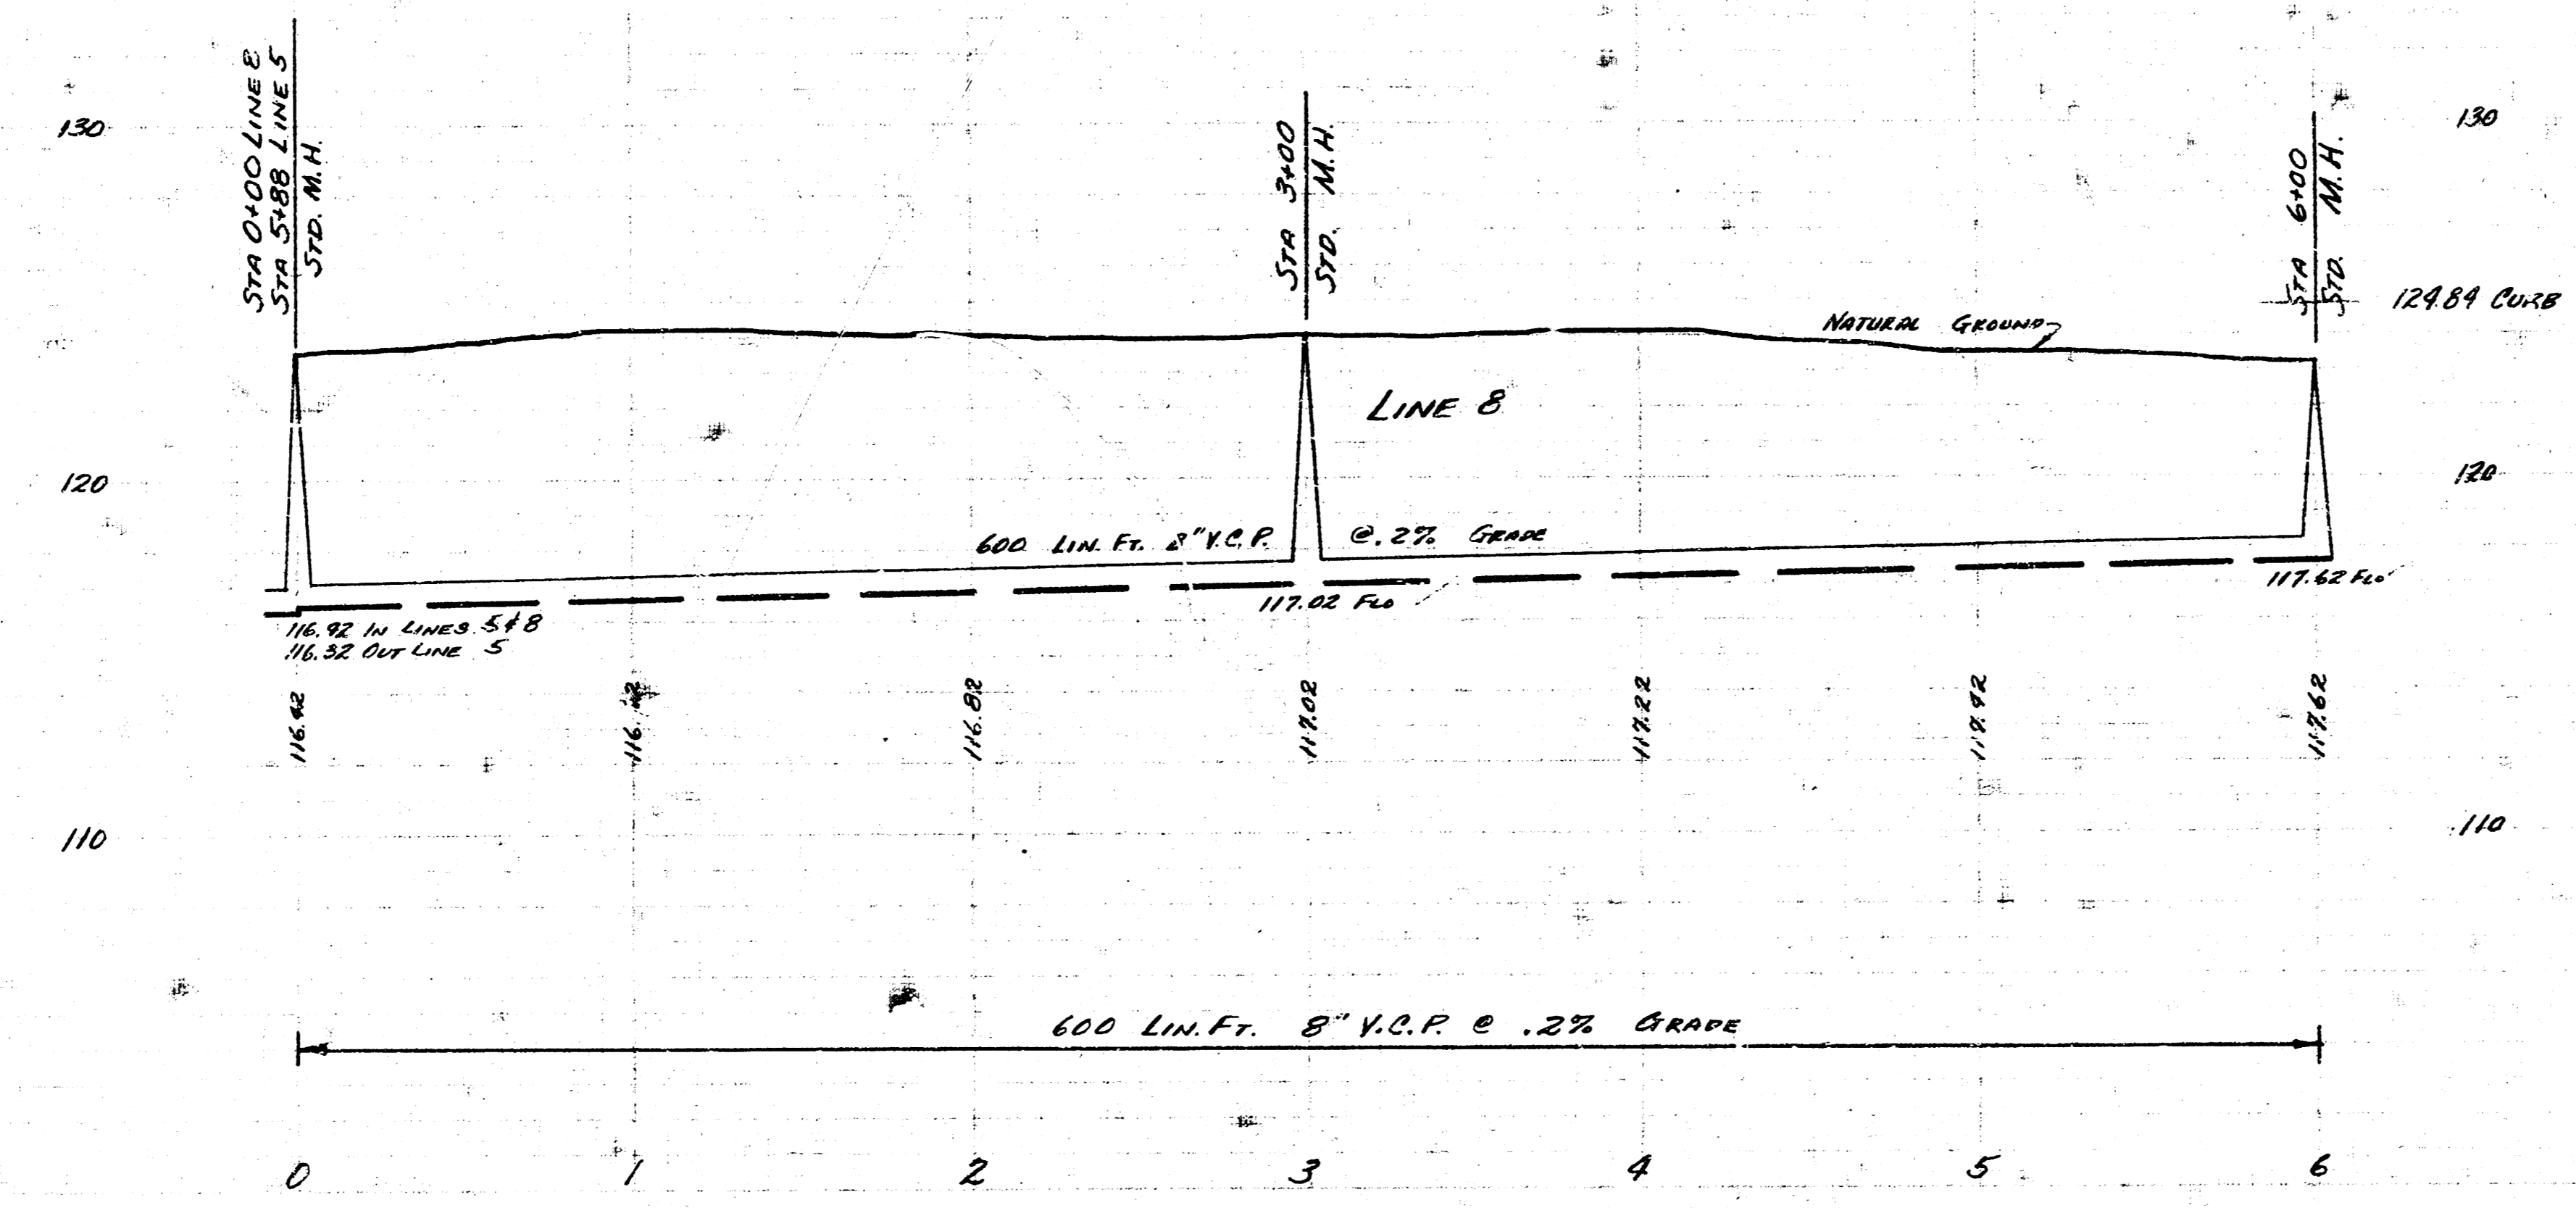 STA 0+00 LINE 8
STA 5+88 LINE 5
STD. M.H.
STA 3+00
STD. M.H.
STA 6+00
STD. M.H.
130
130
124.84 CURB
NATURAL GROUND
LINE 8
120
120
600 LIN. FT. 8" V.C.P. @ .2% GRADE
117.62 FLO
117.02 FLO
116.42 IN LINES 5 & 8
116.32 OUT LINE 5
116.42
116.82
117.02
117.22
117.42
117.62
110
110
600 LIN. FT. 8" V.C.P. @ .2% GRADE
0 1 2 3 4 5 6